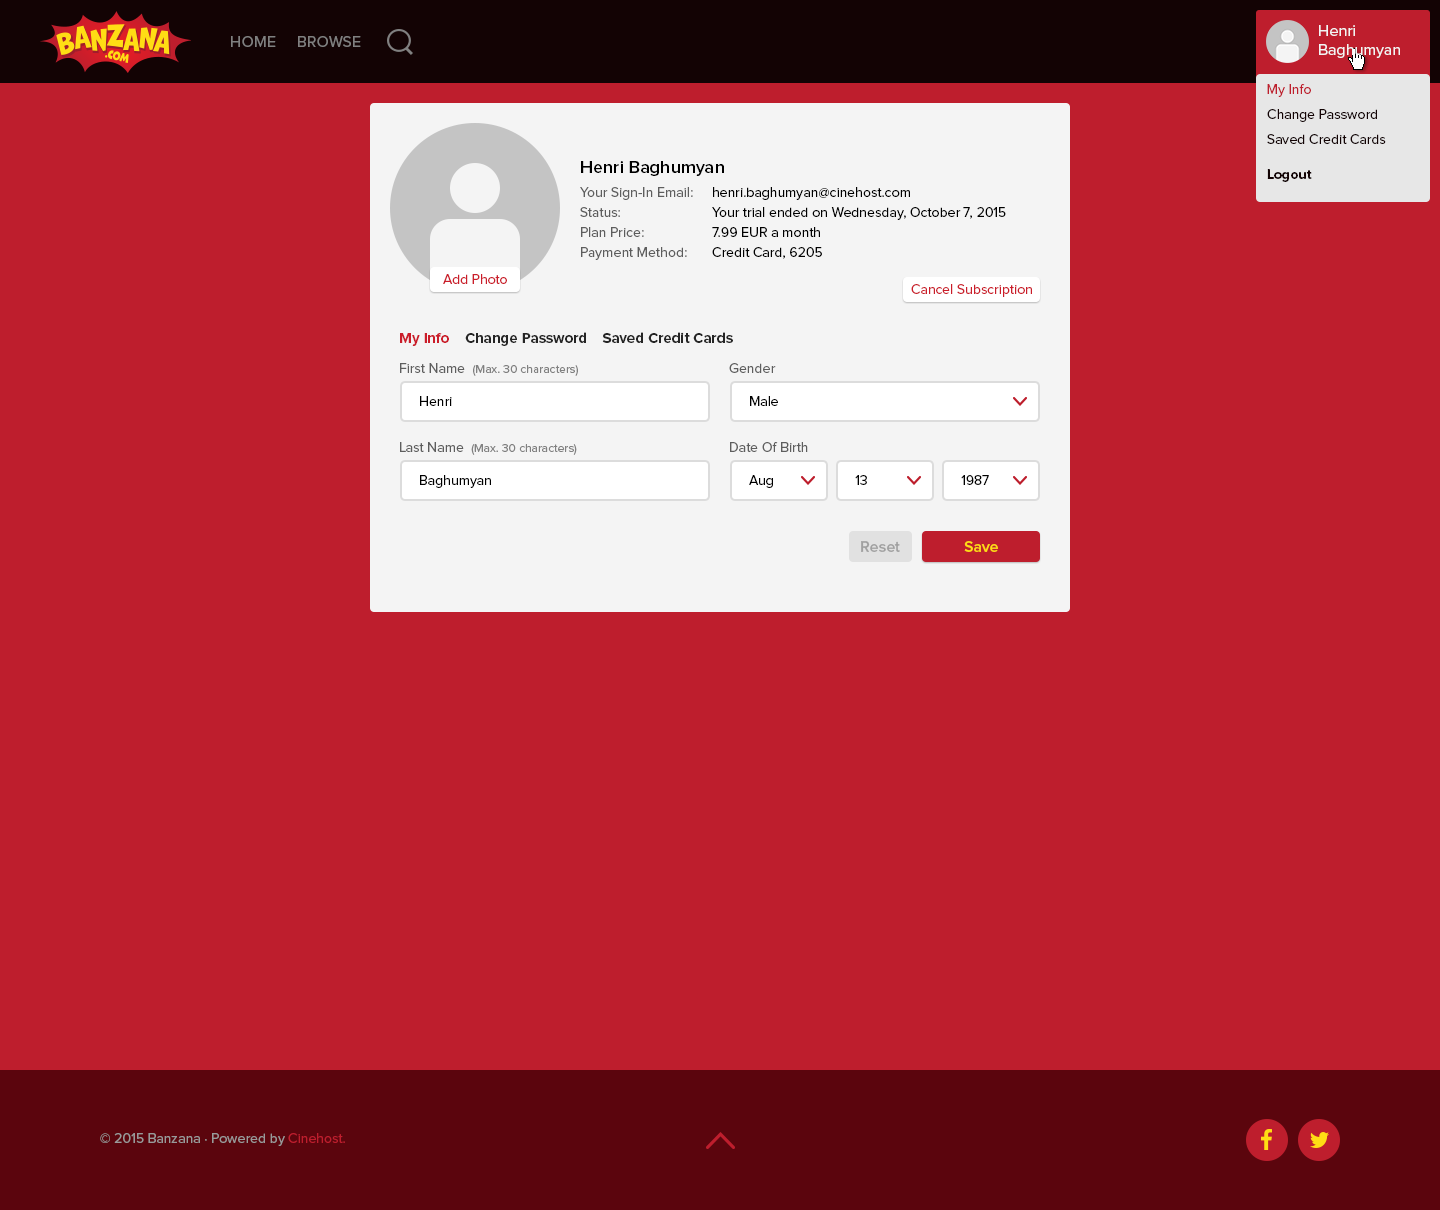 BANZANA
.COM
HOME BROWSE
Henri
Baghumyan
My Info
Change Password
Saved Credit Cards
Logout
Henri Baghumyan
Your Sign-In Email: henri.baghumyan@cinehost.com
Status: Your trial ended on Wednesday, October 7, 2015
Plan Price: 7.99 EUR a month
Payment Method: Credit Card, 6205
Add Photo
Cancel Subscription
My Info Change Password Saved Credit Cards
First Name (Max. 30 characters) Gender
Henri Male
Last Name (Max. 30 characters) Date Of Birth
Baghumyan Aug 13 1987
Reset Save
© 2015 Banzana · Powered by Cinehost.